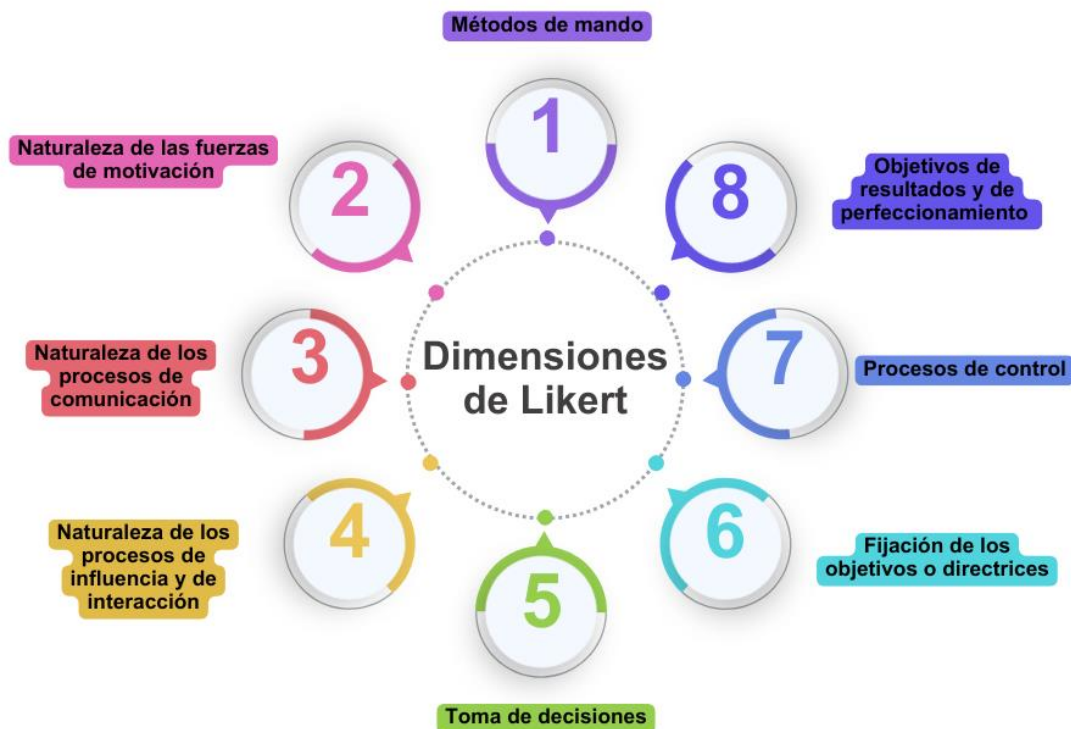 Métodos de mando
1
Naturaleza de las fuerzas
de motivación
2
8
Objetivos de
resultados y de
perfeccionamiento
Naturaleza de los
procesos de
comunicación
3
Dimensiones
de Likert
7
Procesos de control
Naturaleza de los
procesos de
influencia y de
interacción
4
6
Fijación de los
objetivos o directrices
5
Toma de decisiones